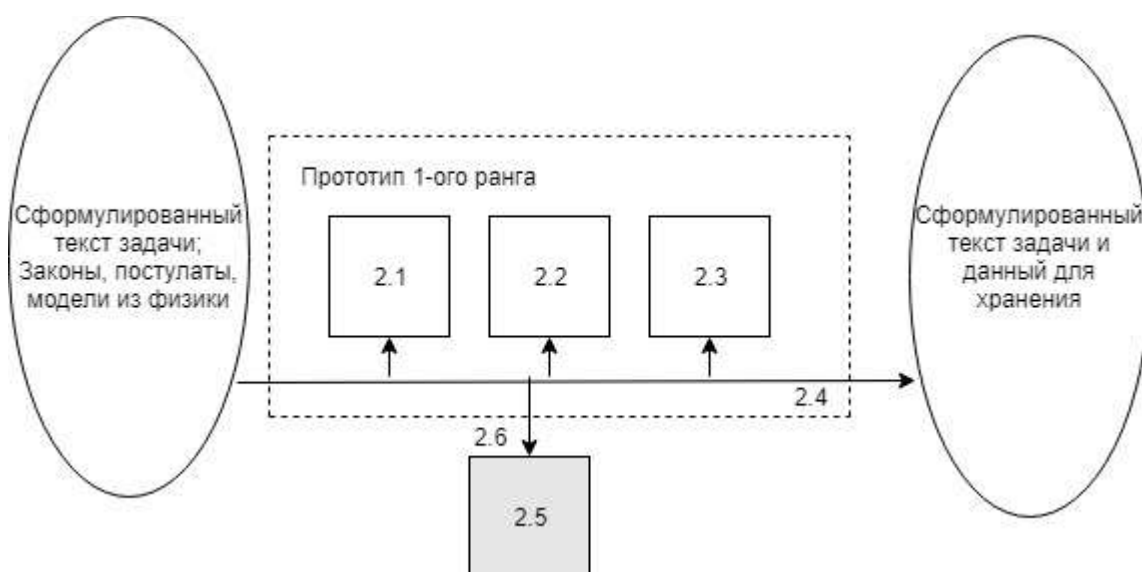 Прототип 1-ого ранга
Сформулированный
текст задачи;
Законы, постулаты,
модели из физики
2.1
2.2
2.3
Сформулированный
текст задачи и
данный для
хранения
2.4
2.6
2.5